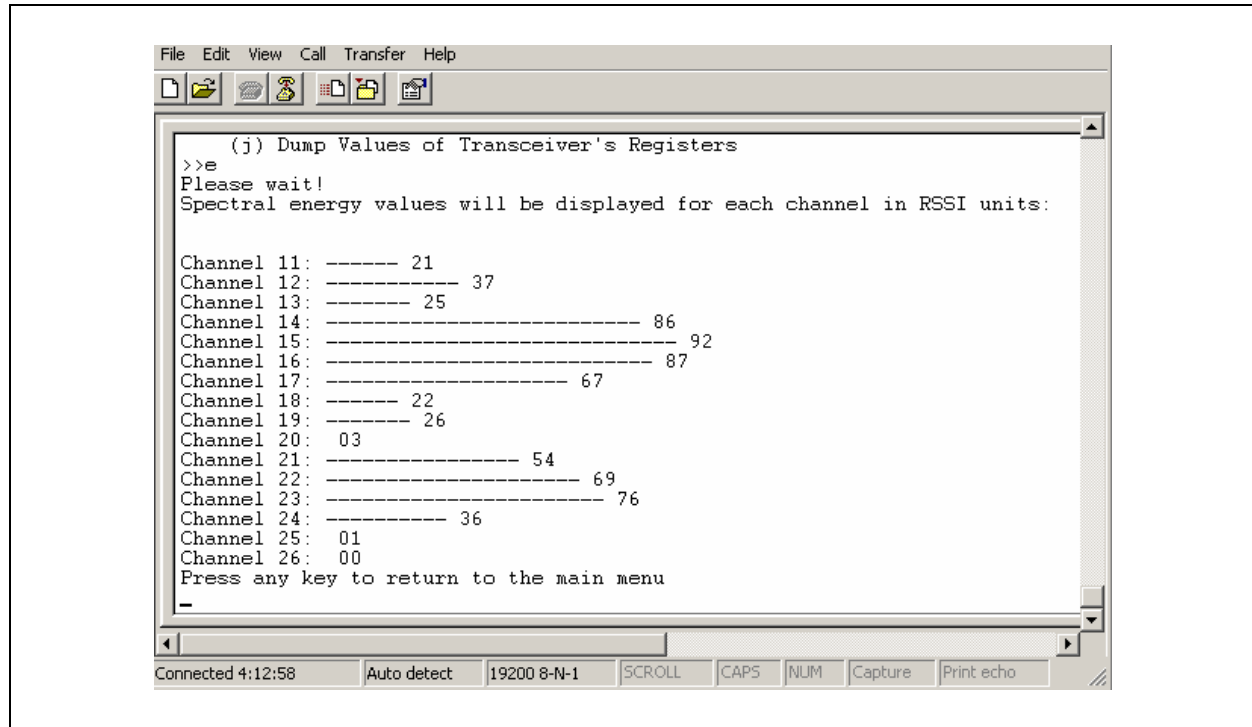 File Edit View Call Transfer Help
(j) Dump Values of Transceiver's Registers
>>e
Please wait!
Spectral energy values will be displayed for each channel in RSSI units:
Channel 11: ------ 21
Channel 12: ----------- 37
Channel 13: ------- 25
Channel 14: -------------------------- 86
Channel 15: ----------------------------- 92
Channel 16: --------------------------- 87
Channel 17: -------------------- 67
Channel 18: ------ 22
Channel 19: ------- 26
Channel 20: 03
Channel 21: ---------------- 54
Channel 22: --------------------- 69
Channel 23: ----------------------- 76
Channel 24: ---------- 36
Channel 25: 01
Channel 26: 00
Press any key to return to the main menu
_
Connected 4:12:58 Auto detect 19200 8-N-1 SCROLL CAPS NUM Capture Print echo